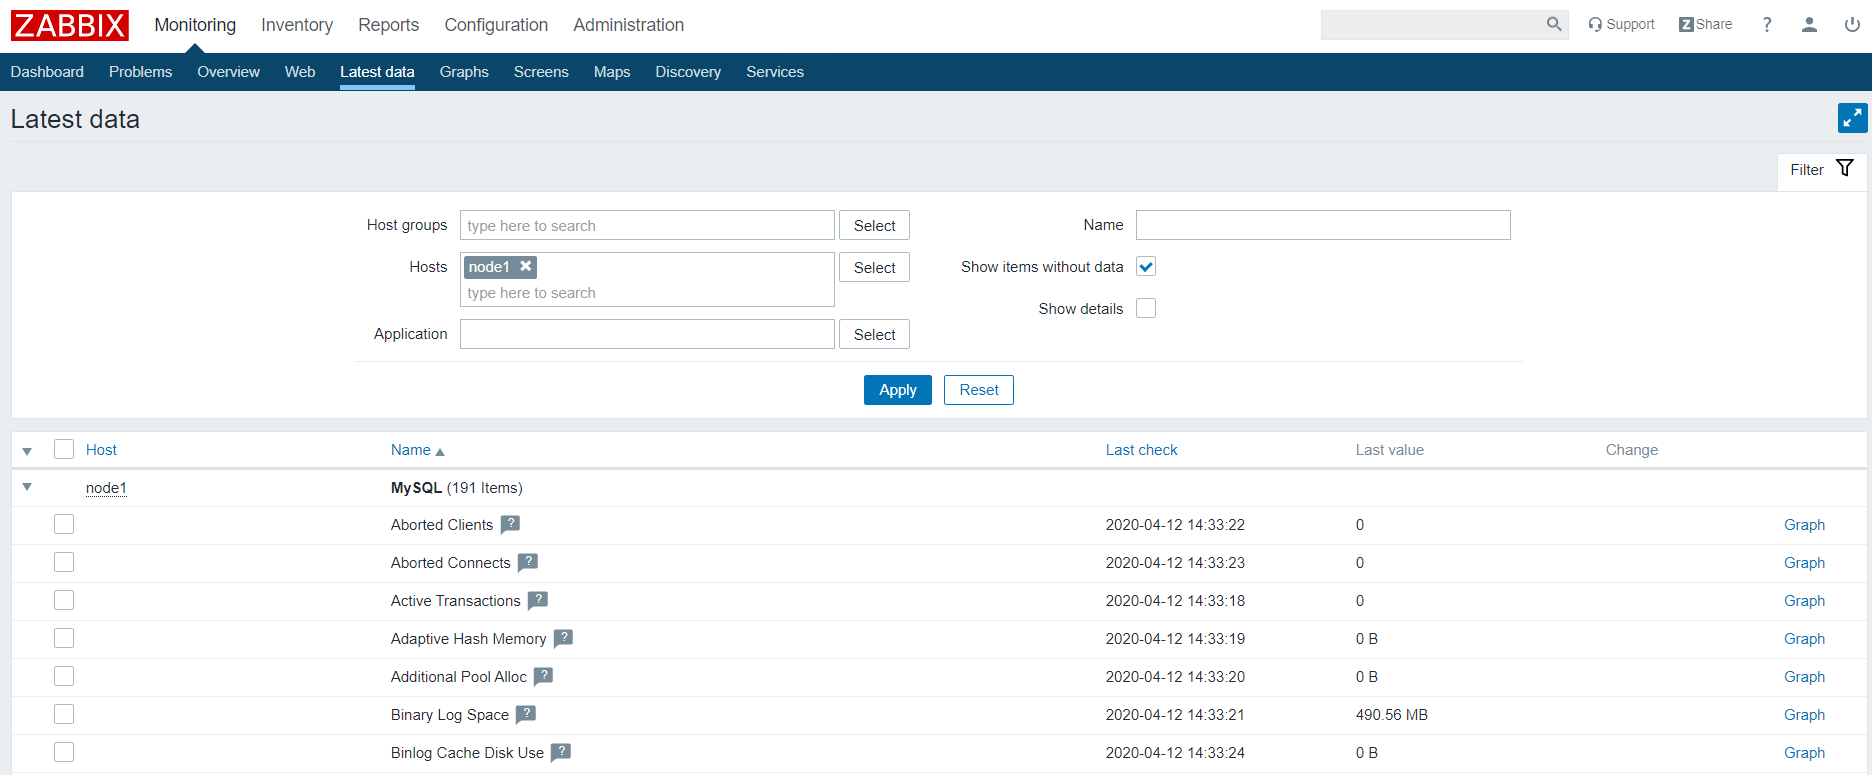 ZABBIX Monitoring Inventory Reports Configuration Administration Support Z Share ?
Dashboard Problems Overview Web Latest data Graphs Screens Maps Discovery Services
Latest data
Filter
Host groups type here to search Select Name
Hosts node1 Select Show items without data
type here to search
Show details
Application Select
Apply Reset
Host Name Last check Last value Change
node1 MySQL (191 Items)
Aborted Clients ? 2020-04-12 14:33:22 0 Graph
Aborted Connects ? 2020-04-12 14:33:23 0 Graph
Active Transactions ? 2020-04-12 14:33:18 0 Graph
Adaptive Hash Memory ? 2020-04-12 14:33:19 0 B Graph
Additional Pool Alloc ? 2020-04-12 14:33:20 0 B Graph
Binary Log Space ? 2020-04-12 14:33:21 490.56 MB Graph
Binlog Cache Disk Use ? 2020-04-12 14:33:24 0 B Graph